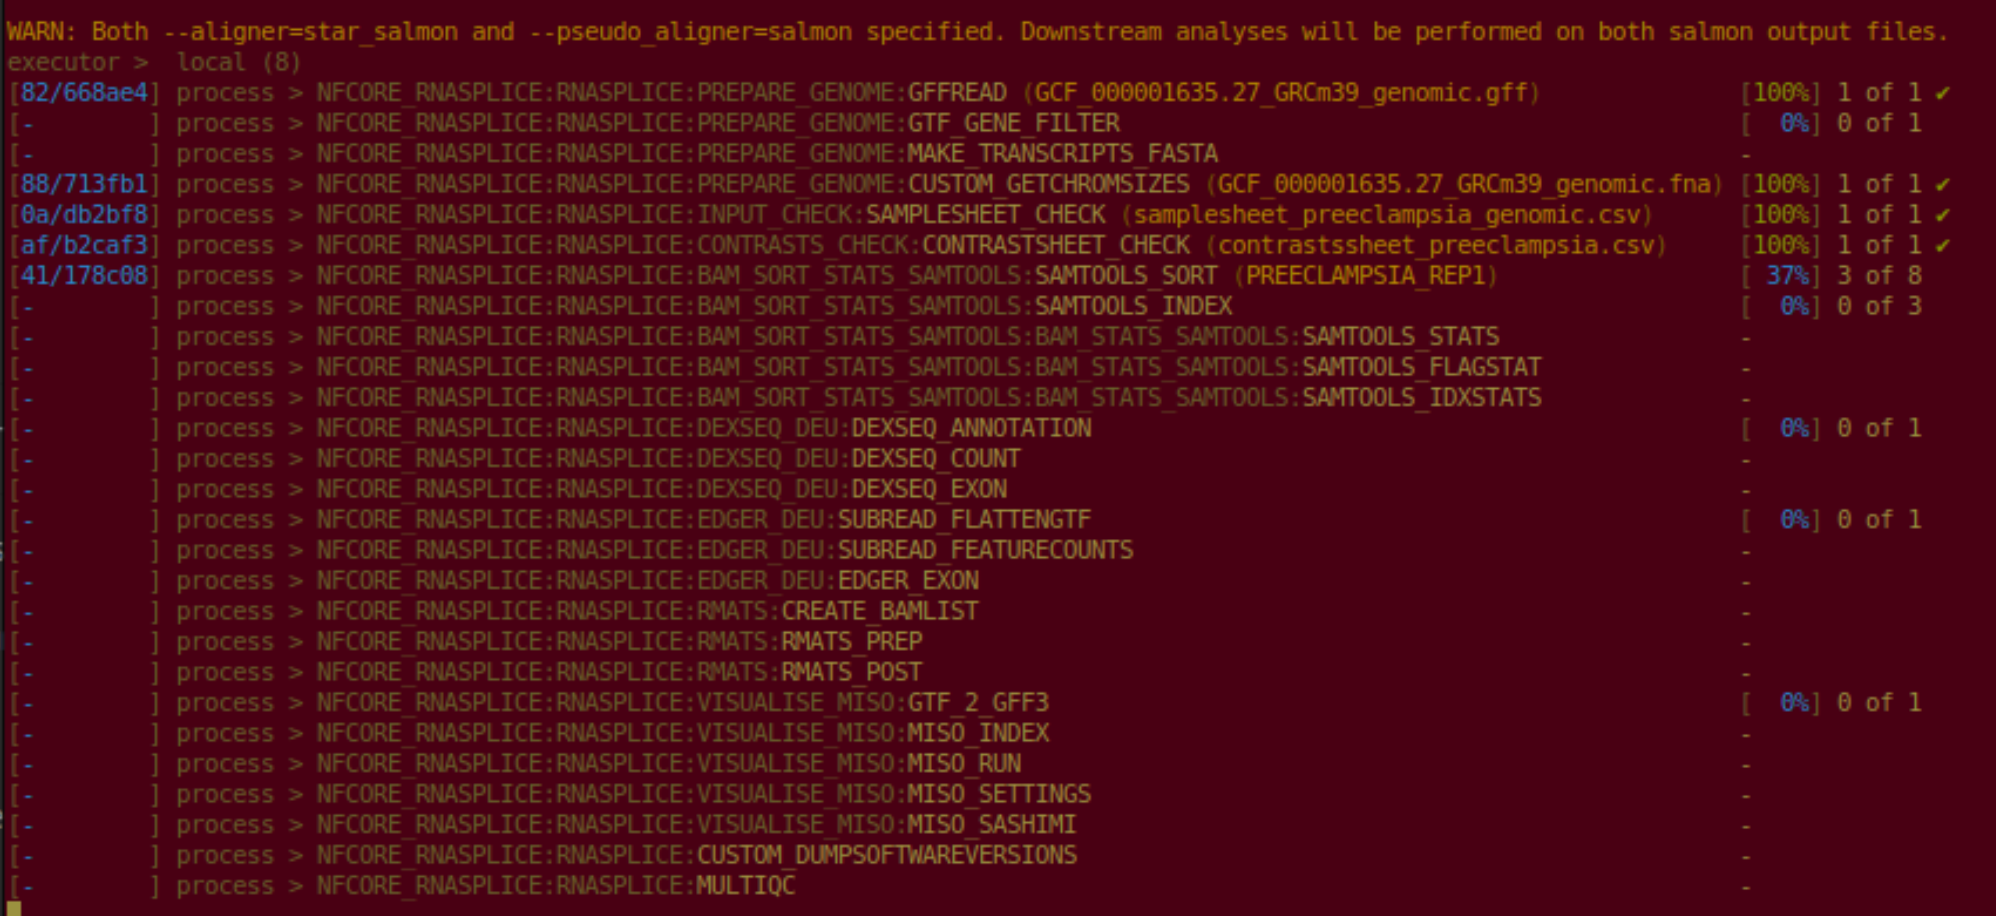 WARN: Both --aligner=star_salmon and --pseudo_aligner=salmon specified. Downstream analyses will be performed on both salmon output files.
executor >  local (8)
[82/668ae4] process > NFCORE_RNASPLICE:RNASPLICE:PREPARE_GENOME:GFFREAD (GCF_000001635.27_GRCm39_genomic.gff) [100%] 1 of 1 ✔
[- ] process > NFCORE_RNASPLICE:RNASPLICE:PREPARE_GENOME:GTF_GENE_FILTER [ 0%] 0 of 1
[- ] process > NFCORE_RNASPLICE:RNASPLICE:PREPARE_GENOME:MAKE_TRANSCRIPTS_FASTA -
[88/713fb1] process > NFCORE_RNASPLICE:RNASPLICE:PREPARE_GENOME:CUSTOM_GETCHROMSIZES (GCF_000001635.27_GRCm39_genomic.fna) [100%] 1 of 1 ✔
[0a/db2bf8] process > NFCORE_RNASPLICE:RNASPLICE:INPUT_CHECK:SAMPLESHEET_CHECK (samplesheet_preeclampsia_genomic.csv) [100%] 1 of 1 ✔
[af/b2caf3] process > NFCORE_RNASPLICE:RNASPLICE:CONTRASTS_CHECK:CONTRASTSHEET_CHECK (contrastssheet_preeclampsia.csv) [100%] 1 of 1 ✔
[41/178c08] process > NFCORE_RNASPLICE:RNASPLICE:BAM_SORT_STATS_SAMTOOLS:SAMTOOLS_SORT (PREECLAMPSIA_REP1) [ 37%] 3 of 8
[- ] process > NFCORE_RNASPLICE:RNASPLICE:BAM_SORT_STATS_SAMTOOLS:SAMTOOLS_INDEX [ 0%] 0 of 3
[- ] process > NFCORE_RNASPLICE:RNASPLICE:BAM_SORT_STATS_SAMTOOLS:BAM_STATS_SAMTOOLS:SAMTOOLS_STATS -
[- ] process > NFCORE_RNASPLICE:RNASPLICE:BAM_SORT_STATS_SAMTOOLS:BAM_STATS_SAMTOOLS:SAMTOOLS_FLAGSTAT -
[- ] process > NFCORE_RNASPLICE:RNASPLICE:BAM_SORT_STATS_SAMTOOLS:BAM_STATS_SAMTOOLS:SAMTOOLS_IDXSTATS -
[- ] process > NFCORE_RNASPLICE:RNASPLICE:DEXSEQ_DEU:DEXSEQ_ANNOTATION [ 0%] 0 of 1
[- ] process > NFCORE_RNASPLICE:RNASPLICE:DEXSEQ_DEU:DEXSEQ_COUNT -
[- ] process > NFCORE_RNASPLICE:RNASPLICE:DEXSEQ_DEU:DEXSEQ_EXON -
[- ] process > NFCORE_RNASPLICE:RNASPLICE:EDGER_DEU:SUBREAD_FLATTENGTF [ 0%] 0 of 1
[- ] process > NFCORE_RNASPLICE:RNASPLICE:EDGER_DEU:SUBREAD_FEATURECOUNTS -
[- ] process > NFCORE_RNASPLICE:RNASPLICE:EDGER_DEU:EDGER_EXON -
[- ] process > NFCORE_RNASPLICE:RNASPLICE:RMATS:CREATE_BAMLIST -
[- ] process > NFCORE_RNASPLICE:RNASPLICE:RMATS:RMATS_PREP -
[- ] process > NFCORE_RNASPLICE:RNASPLICE:RMATS:RMATS_POST -
[- ] process > NFCORE_RNASPLICE:RNASPLICE:VISUALISE_MISO:GTF_2_GFF3 [ 0%] 0 of 1
[- ] process > NFCORE_RNASPLICE:RNASPLICE:VISUALISE_MISO:MISO_INDEX -
[- ] process > NFCORE_RNASPLICE:RNASPLICE:VISUALISE_MISO:MISO_RUN -
[- ] process > NFCORE_RNASPLICE:RNASPLICE:VISUALISE_MISO:MISO_SETTINGS -
[- ] process > NFCORE_RNASPLICE:RNASPLICE:VISUALISE_MISO:MISO_SASHIMI -
[- ] process > NFCORE_RNASPLICE:RNASPLICE:CUSTOM_DUMPSOFTWAREVERSIONS -
[- ] process > NFCORE_RNASPLICE:RNASPLICE:MULTIQC -